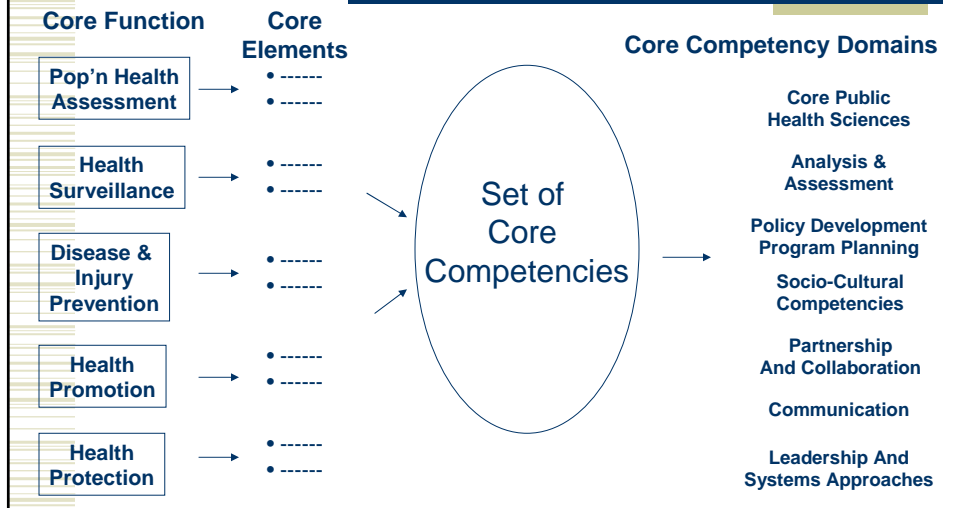 Core Function
Core
Elements
Core Competency Domains
Pop'n Health
Assessment
• ------
• ------
Health
Surveillance
• ------
• ------
Disease &
Injury
Prevention
• ------
• ------
Health
Promotion
• ------
• ------
Health
Protection
• ------
• ------
Set of
Core
Competencies
Core Public
Health Sciences
Analysis &
Assessment
Policy Development
Program Planning
Socio-Cultural
Competencies
Partnership
And Collaboration
Communication
Leadership And
Systems Approaches